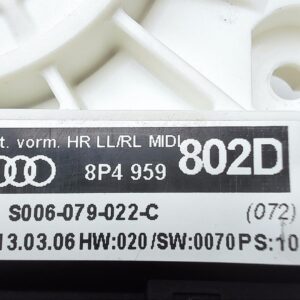 t. vorm. HR LL/RL MIDI
8P4 959 802D
S006-079-022-C (072)
13.03.06 HW:020 /SW:0070 PS:10